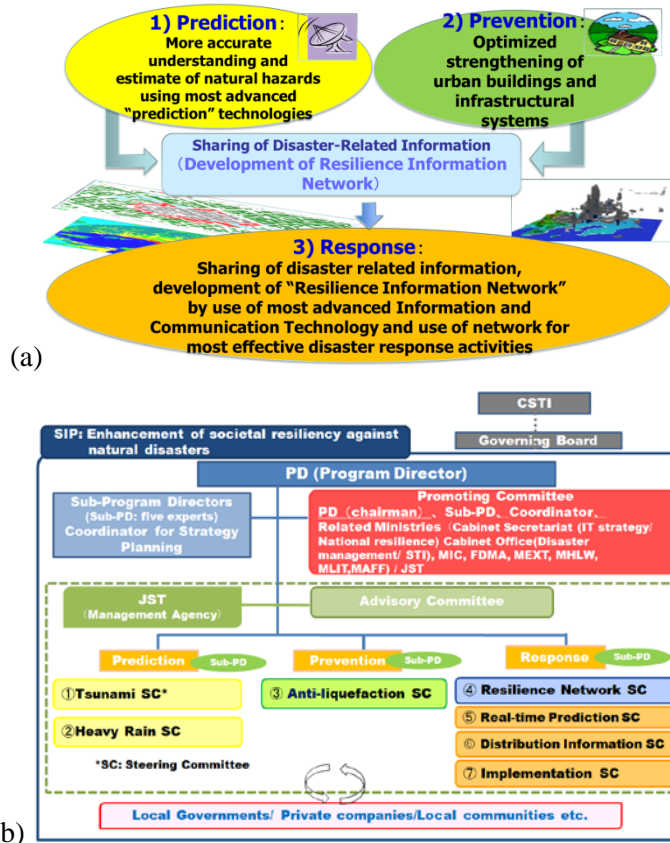 1) Prediction:
More accurate
understanding and
estimate of natural hazards
using most advanced
“prediction” technologies
2) Prevention:
Optimized
strengthening of
urban buildings and
infrastructural
systems
Sharing of Disaster-Related Information
（Development of Resilience Information
Network）
3) Response:
Sharing of disaster related information,
development of “Resilience Information Network”
by use of most advanced Information and
Communication Technology and use of network for
most effective disaster response activities
(a)
CSTI
Governing Board
SIP: Enhancement of societal resiliency against
natural disasters
PD (Program Director)
Sub-Program Directors
(Sub-PD: five experts)
Coordinator for Strategy
Planning
Promoting Committee
PD （chairman）、Sub-PD、Coordinator、
Related Ministries （Cabinet Secretariat (IT strategy/
National resilience) Cabinet Office(Disaster
management/ STI), MIC, FDMA, MEXT, MHLW,
MLIT,MAFF) / JST
JST
(Management Agency)
Advisory Committee
Prediction
Sub-PD
Prevention
Sub-PD
Response
Sub-PD
①Tsunami SC*
②Heavy Rain SC
*SC: Steering Committee
③ Anti-liquefaction SC
④ Resilience Network SC
⑤ Real-time Prediction SC
⑥ Distribution Information SC
⑦ Implementation SC
Local Governments/ Private companies/Local communities etc.
b)